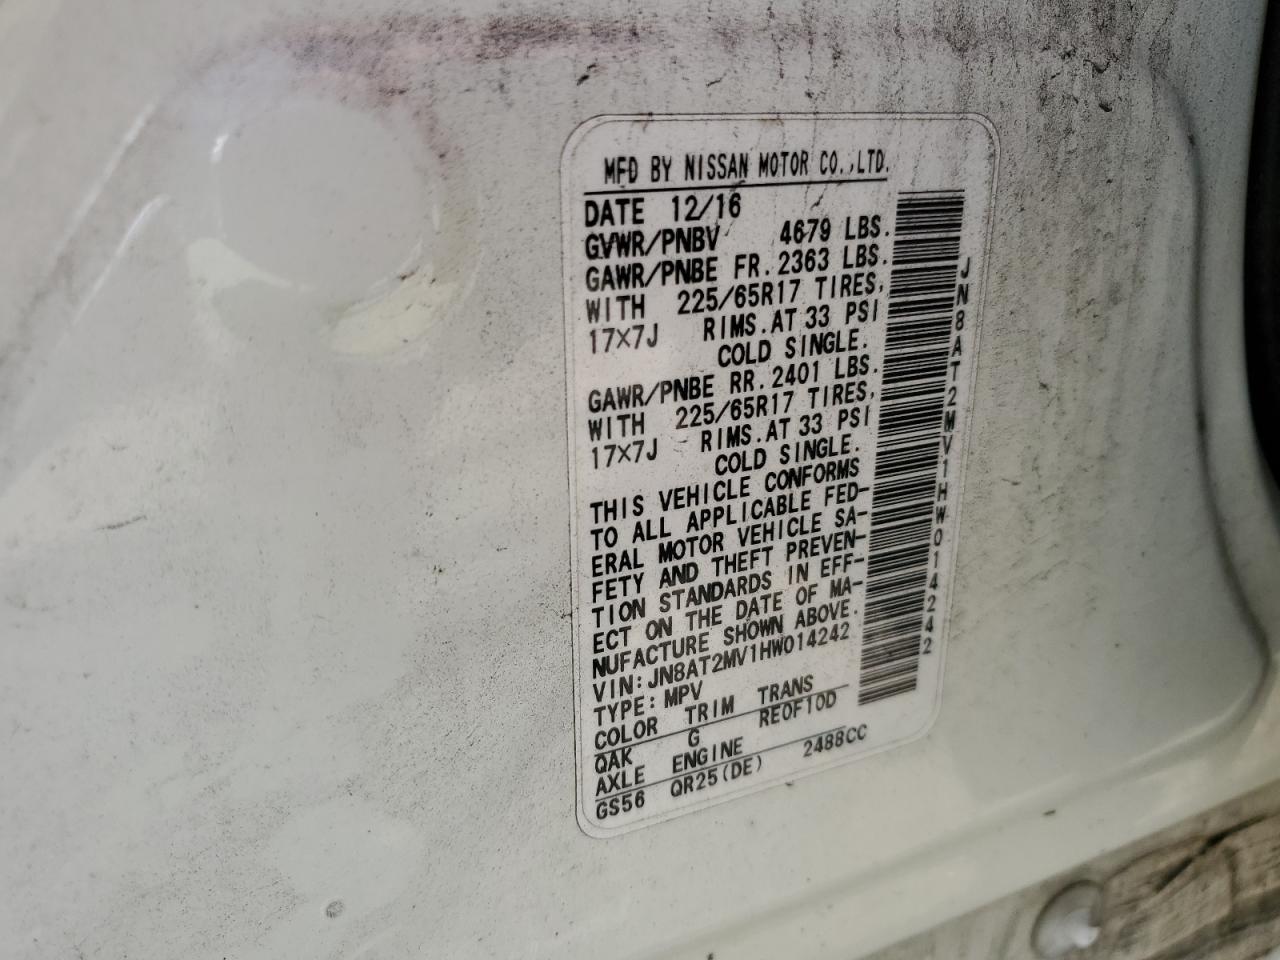 MFD BY NISSAN MOTOR CO.,LTD.
DATE 12/16
GVWR/PNBV 4679 LBS.
GAWR/PNBE FR. 2363 LBS.
WITH 225/65R17 TIRES,
17×7J RIMS.AT 33 PSI
COLD SINGLE.
GAWR/PNBE RR. 2401 LBS.
WITH 225/65R17 TIRES,
17×7J RIMS.AT 33 PSI
COLD SINGLE.
THIS VEHICLE CONFORMS
TO ALL APPLICABLE FED-
ERAL MOTOR VEHICLE SA-
FETY AND THEFT PREVEN-
TION STANDARDS IN EFF-
ECT ON THE DATE OF MA-
NUFACTURE SHOWN ABOVE.
VIN:JN8AT2MV1HW014242
TYPE:MPV
COLOR TRIM TRANS
QAK G RE0F10D
AXLE ENGINE
GS56 QR25(DE) 2488CC
JN8AT2MV1HW014242